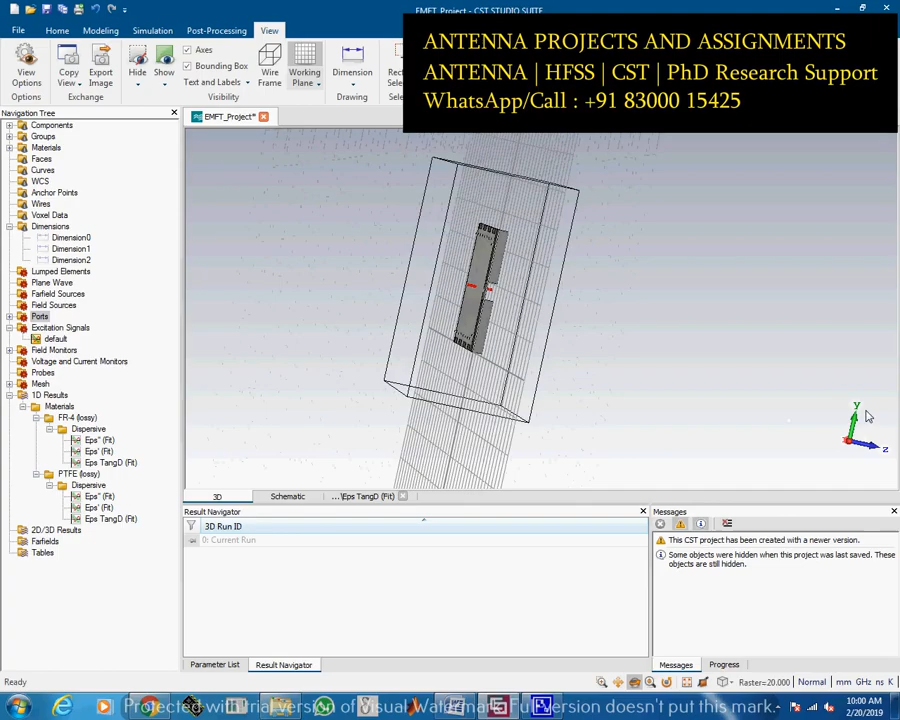 EMFT_Project - CST STUDIO SUITE
ANTENNA PROJECTS AND ASSIGNMENTS
ANTENNA | HFSS | CST | PhD Research Support
WhatsApp/Call : +91 83000 15425
File Home Modeling Simulation Post-Processing View
View Options
Copy View
Export Image
Hide
Show
Axes
Bounding Box
Text and Labels
Wire Frame
Working Plane
Dimension
Options Exchange Visibility Drawing
Navigation Tree
EMFT_Project*
Components
Groups
Materials
Faces
Curves
WCS
Anchor Points
Wires
Voxel Data
Dimensions
Dimension0
Dimension1
Dimension2
Lumped Elements
Plane Wave
Farfield Sources
Field Sources
Ports
Excitation Signals
default
Field Monitors
Voltage and Current Monitors
Probes
Mesh
1D Results
Materials
FR-4 (lossy)
Dispersive
Eps" (Fit)
Eps' (Fit)
Eps TangD (Fit)
PTFE (lossy)
Dispersive
Eps" (Fit)
Eps' (Fit)
Eps TangD (Fit)
2D/3D Results
Farfields
Tables
y
z
3D Schematic ...\Eps TangD (Fit)
Result Navigator
3D Run ID
0: Current Run
Parameter List Result Navigator
Messages
This CST project has been created with a newer version.
Some objects were hidden when this project was last saved. These
objects are still hidden.
Messages Progress
Ready
Raster=20.000 Normal mm GHz ns K
Protected with trial version of Visual Watermark. Full version doesn't put this mark.
10:00 AM
2/20/2019